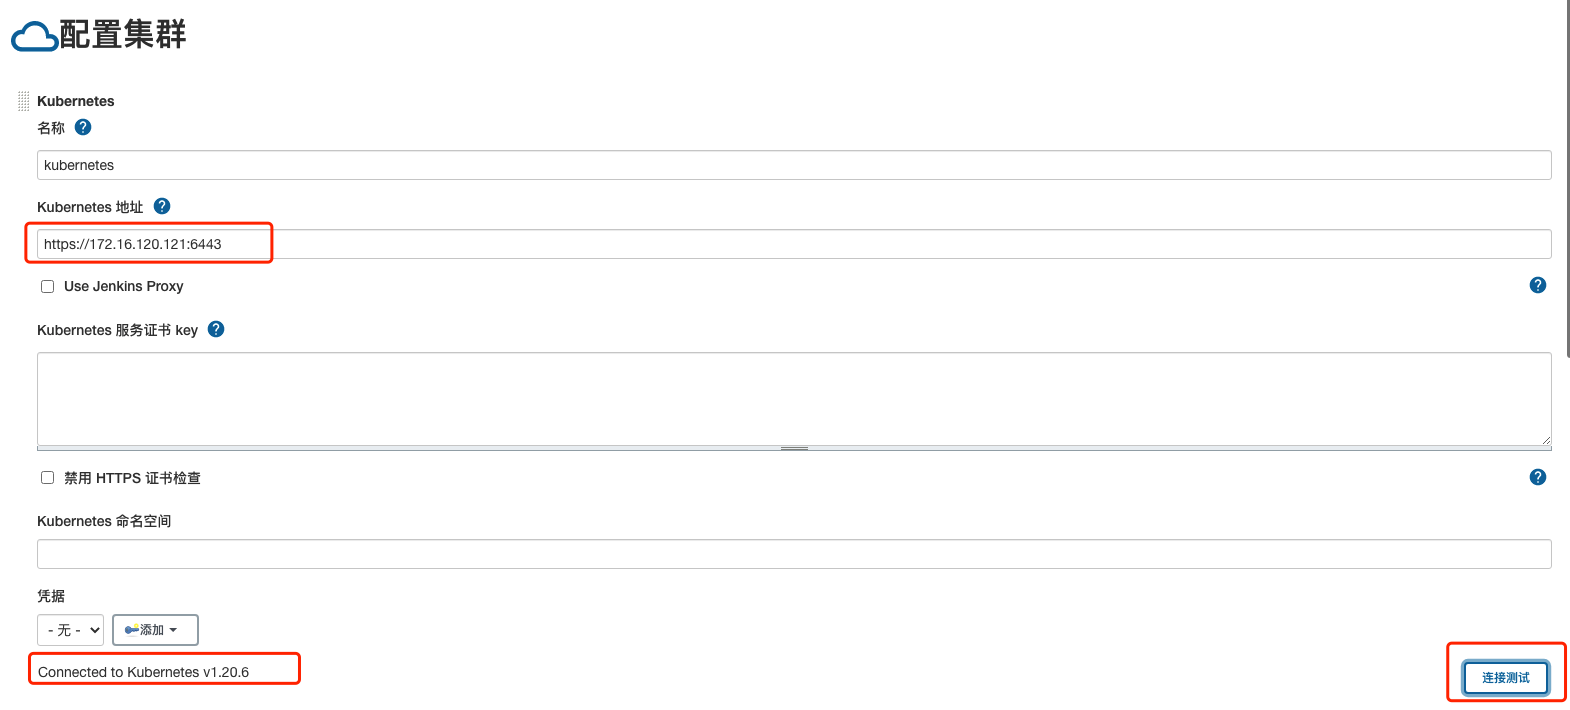 配置集群
Kubernetes
名称 ?
kubernetes
Kubernetes 地址 ?
https://172.16.120.121:6443
Use Jenkins Proxy ?
Kubernetes 服务证书 key ?
禁用 HTTPS 证书检查 ?
Kubernetes 命名空间
凭据
- 无 - 添加
Connected to Kubernetes v1.20.6
连接测试